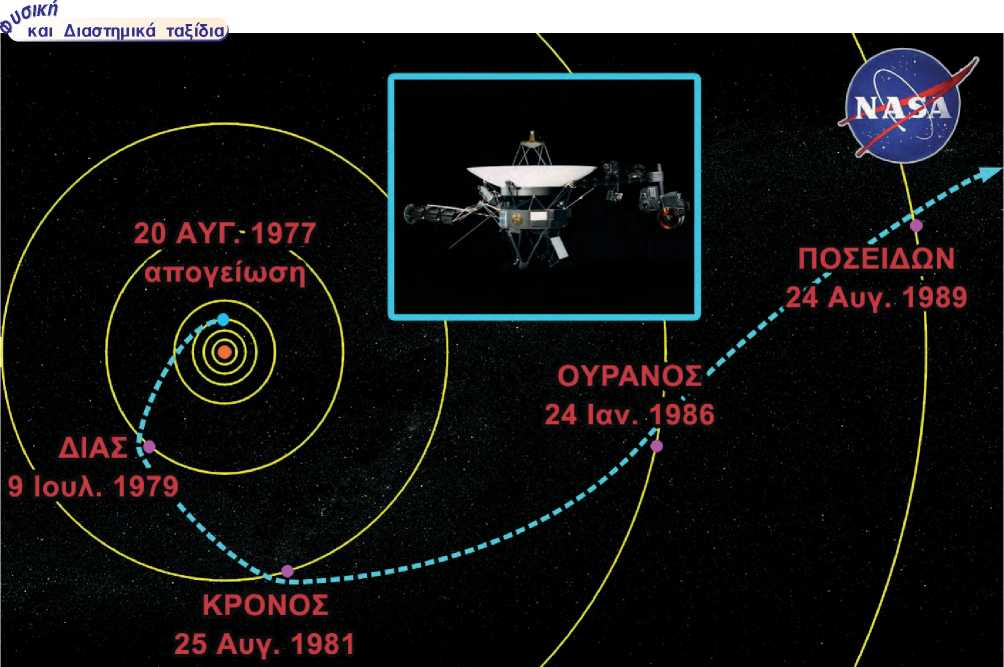 Φυσική
και Διαστημικά ταξίδια
NASA
20 ΑΥΓ. 1977
απογείωση
ΠΟΣΕΙΔΩΝ
24 Αυγ. 1989
ΟΥΡΑΝΟΣ
24 Ιαν. 1986
ΔΙΑΣ
9 Ιουλ. 1979
ΚΡΟΝΟΣ
25 Αυγ. 1981